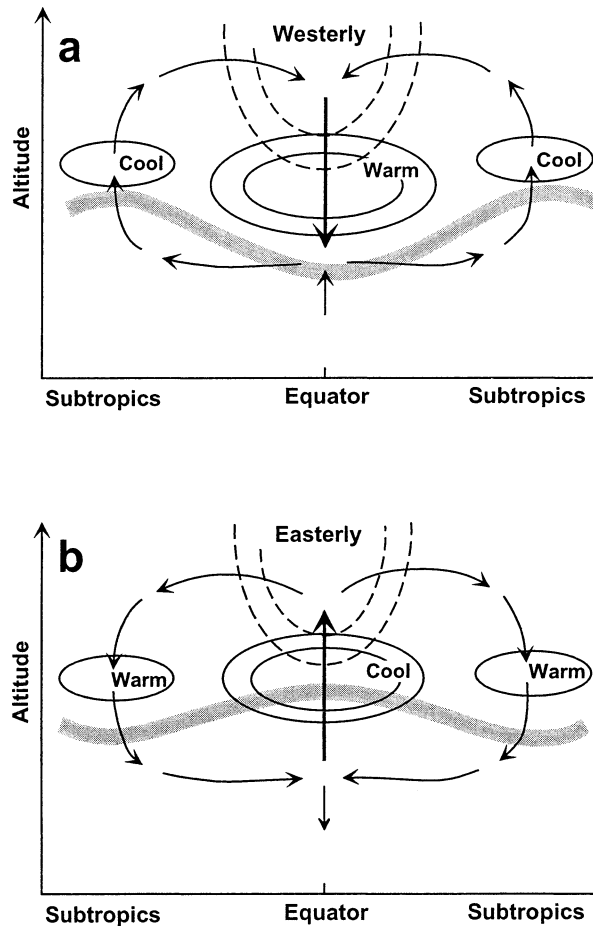 a
Westerly
Cool
Warm
Cool
Altitude
Subtropics
Equator
Subtropics
b
Easterly
Warm
Cool
Warm
Altitude
Subtropics
Equator
Subtropics